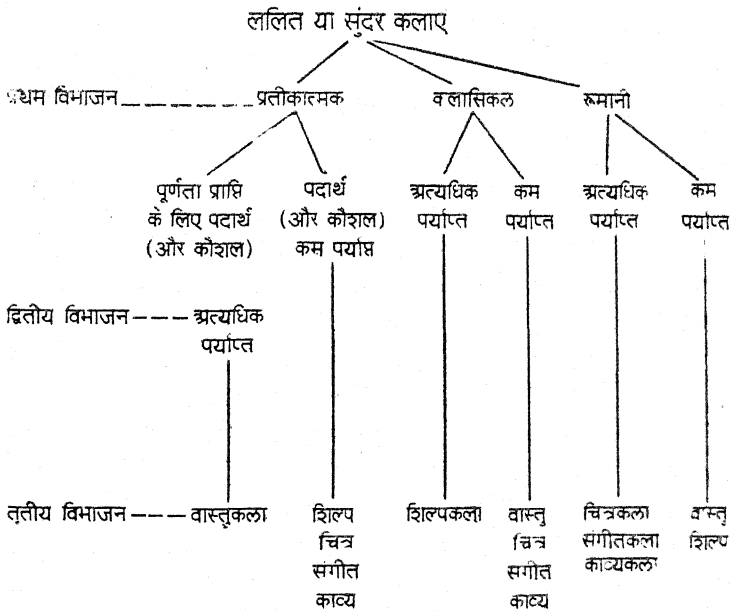 ललित या सुंदर कलाए
प्रथम विभाजन _ _ _ _ _ _ प्रतीकात्मक क्लासिकल रूमानी
पूर्णता प्राप्ति पदार्थ अत्यधिक कम अत्यधिक कम
के लिए पदार्थ (और कौशल) पर्याप्त पर्याप्त पर्याप्त पर्याप्त
(और कौशल) कम पर्याप्त
द्वितीय विभाजन --- अत्यधिक
पर्याप्त
तृतीय विभाजन --- वास्तुकला शिल्प शिल्पकला वास्तु चित्रकला वास्तु
चित्र चित्र संगीतकला शिल्प
संगीत संगीत काव्यकला
काव्य काव्य